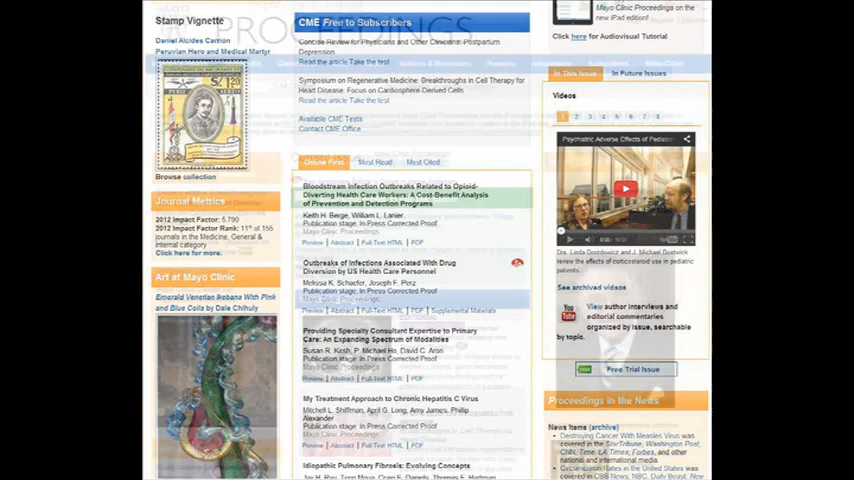 PROCEEDINGS
Stamp Vignette
Daniel Alcides Carrion
Peruvian Hero and Medical Martyr
S/. 1.20
Browse collection
Journal Metrics
2012 Impact Factor: 5.790
2012 Impact Factor Rank: 11th of 155
journals in the Medicine, General &
Internal category
Click here for more.
Art at Mayo Clinic
Emerald Venetian Ikebana With Pink
and Blue Coils by Dale Chihuly
CME Free to Subscribers
Concise Review for Physicians and Other Clinicians: Postpartum
Depression
Read the article Take the test
Symposium on Regenerative Medicine: Breakthroughs in Cell Therapy for
Heart Disease: Focus on Cardiosphere-Derived Cells
Read the article Take the test
Available CME Tests
Contact CME Office
Online First Most Read Most Cited
Bloodstream Infection Outbreaks Related to Opioid-
Diverting Health Care Workers: A Cost-Benefit Analysis
of Prevention and Detection Programs
Keith H. Berge, William L. Lanier
Publication stage: In Press Corrected Proof
Mayo Clinic Proceedings
Preview | Abstract | Full-Text HTML | PDF
Outbreaks of Infections Associated With Drug
Diversion by US Health Care Personnel
Melissa K. Schaefer, Joseph F. Perz
Publication stage: In Press Corrected Proof
Mayo Clinic Proceedings
Preview | Abstract | Full-Text HTML | PDF | Supplemental Materials
Providing Specialty Consultant Expertise to Primary
Care: An Expanding Spectrum of Modalities
Susan R. Kirsh, P. Michael Ho, David C. Aron
Publication stage: In Press Corrected Proof
Mayo Clinic Proceedings
Preview | Abstract | Full-Text HTML | PDF
My Treatment Approach to Chronic Hepatitis C Virus
Mitchell L. Shiffman, April G. Long, Amy James, Phillip
Alexander
Publication stage: In Press Corrected Proof
Mayo Clinic Proceedings
Preview | Abstract | Full-Text HTML | PDF
Idiopathic Pulmonary Fibrosis: Evolving Concepts
Mayo Clinic Proceedings on the
new iPad edition!
Click here for Audiovisual Tutorial
In This Issue In Future Issues
Videos
1 2 3 4 5 6 7 8
Psychiatric Adverse Effects of Pediatri
review the effects of corticosteroid use in pediatric
patients.
See archived videos
You Tube
View author interviews and
editorial commentaries
organized by issue, searchable
by topic.
Free Trial Issue
Proceedings in the News
News Items (archive)
Destroying Cancer With Measles Virus was
covered in the StarTribune, Washington Post,
CNN, Time, LA Times, Forbes, and other
national and international media
Circumcision Rates in the United States was
covered in CBS News, NBC, Daily Beast, New